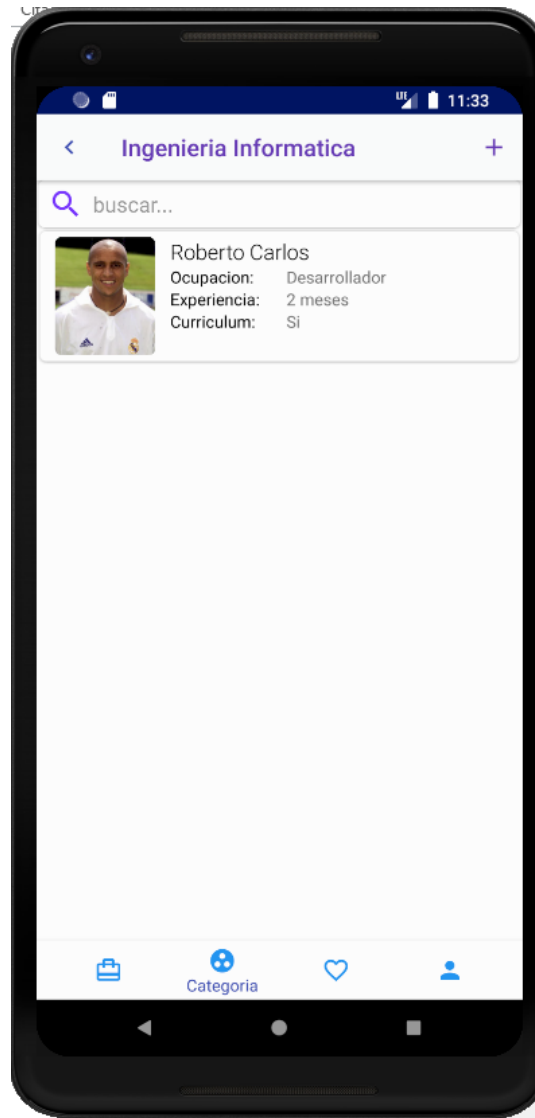 11:33
Ingenieria Informatica
buscar...
Roberto Carlos
Ocupacion: Desarrollador
Experiencia: 2 meses
Curriculum: Si
Categoria